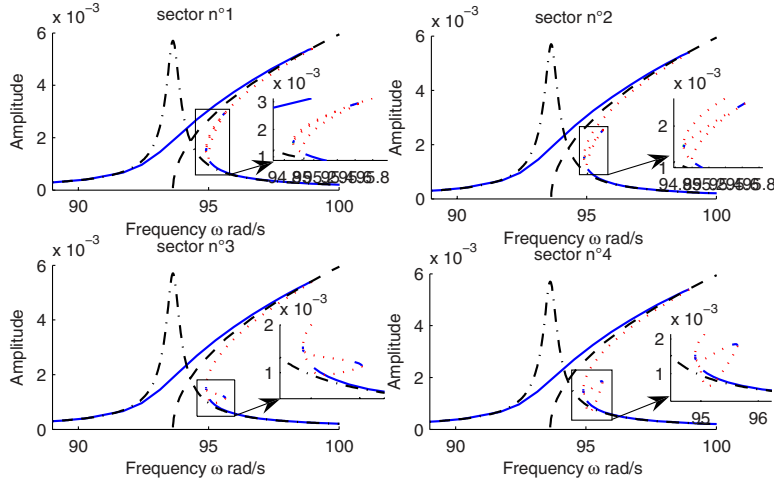 sector n°1
x 10⁻³
6
4
2
0
Amplitude
90 95 100
Frequency ω rad/s
x 10⁻³
3
2
1
sector n°2
x 10⁻³
6
4
2
0
Amplitude
90 95 100
Frequency ω rad/s
x 10⁻³
2
1
sector n°3
x 10⁻³
6
4
2
0
Amplitude
90 95 100
Frequency ω rad/s
x 10⁻³
2
1
sector n°4
x 10⁻³
6
4
2
0
Amplitude
90 95 100
Frequency ω rad/s
x 10⁻³
2
1
95 96